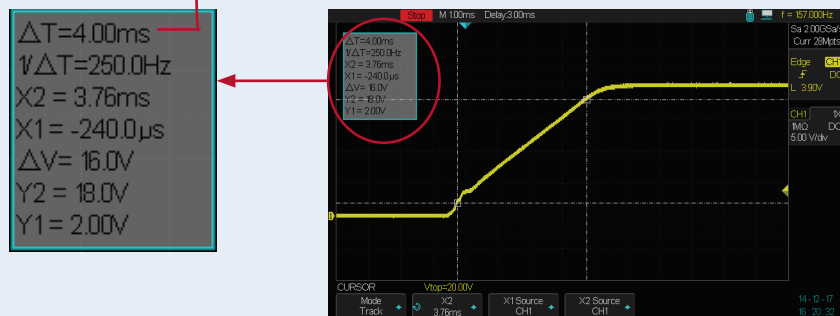 ΔT=4.00ms
1/ΔT=250.0Hz
X2 = 3.76ms
X1 = -240.0μs
ΔV= 16.0V
Y2 = 18.0V
Y1 = 2.00V
Stop M 1.00ms Delay:3.00ms f = 157.000Hz
ΔT=4.00ms
1/ΔT=250.0Hz
X2 = 3.76ms
X1 = -240.0μs
ΔV= 16.0V
Y2 = 18.0V
Y1 = 2.00V
Sa 2.00GSa/s
Curr 28Mpts
Edge CH1
DC
L 3.90V
CH1 1X
1MΩ DC
5.00 V/div
CURSOR Vtop=20.00V
Mode
Track
X2
3.76ms
X1 Source
CH1
X2 Source
CH1
14-12-17
16:20:32